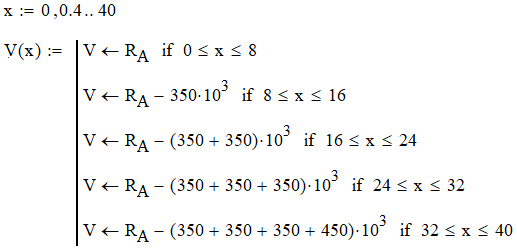 x := 0 , 0.4 .. 40
V(x) := V ← R_A if 0 ≤ x ≤ 8
V ← R_A − 350·10^3 if 8 ≤ x ≤ 16
V ← R_A − (350 + 350)·10^3 if 16 ≤ x ≤ 24
V ← R_A − (350 + 350 + 350)·10^3 if 24 ≤ x ≤ 32
V ← R_A − (350 + 350 + 350 + 450)·10^3 if 32 ≤ x ≤ 40